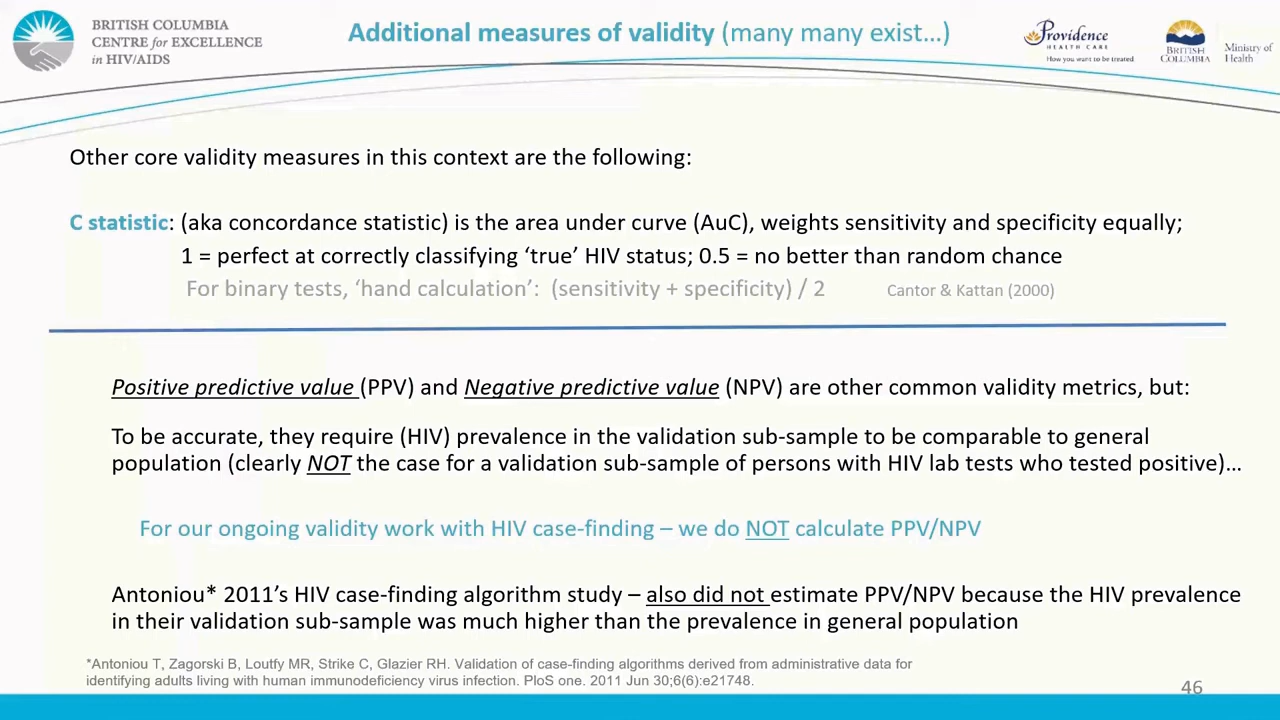 BRITISH COLUMBIA
CENTRE for EXCELLENCE
in HIV/AIDS
Additional measures of validity (many many exist…)
Providence
HEALTH CARE
How you want to be treated
BRITISH
COLUMBIA
Ministry of
Health
Other core validity measures in this context are the following:
C statistic: (aka concordance statistic) is the area under curve (AuC), weights sensitivity and specificity equally;
1 = perfect at correctly classifying ‘true’ HIV status; 0.5 = no better than random chance
For binary tests, ‘hand calculation’: (sensitivity + specificity) / 2 Cantor & Kattan (2000)
Positive predictive value (PPV) and Negative predictive value (NPV) are other common validity metrics, but:
To be accurate, they require (HIV) prevalence in the validation sub-sample to be comparable to general
population (clearly NOT the case for a validation sub-sample of persons with HIV lab tests who tested positive)…
For our ongoing validity work with HIV case-finding – we do NOT calculate PPV/NPV
Antoniou* 2011’s HIV case-finding algorithm study – also did not estimate PPV/NPV because the HIV prevalence
in their validation sub-sample was much higher than the prevalence in general population
*Antoniou T, Zagorski B, Loutfy MR, Strike C, Glazier RH. Validation of case-finding algorithms derived from administrative data for
identifying adults living with human immunodeficiency virus infection. PloS one. 2011 Jun 30;6(6):e21748.
46